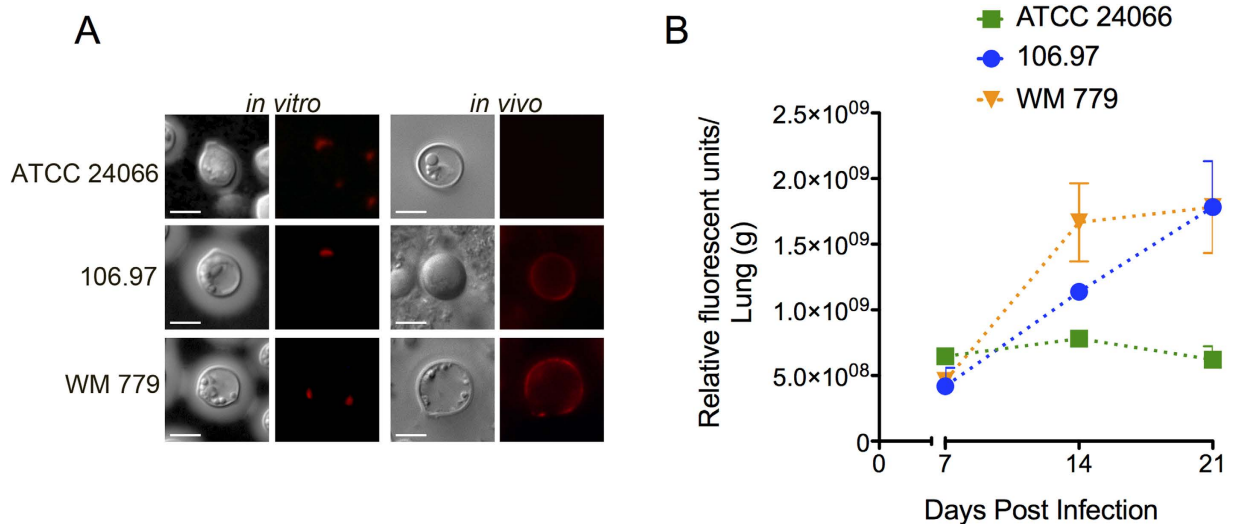 A
in vitro
in vivo
ATCC 24066
106.97
WM 779
B
ATCC 24066
106.97
WM 779
Relative fluorescent units/
Lung (g)
2.5×10⁰⁹
2.0×10⁰⁹
1.5×10⁰⁹
1.0×10⁰⁹
5.0×10⁰⁸
0
0 7 14 21
Days Post Infection